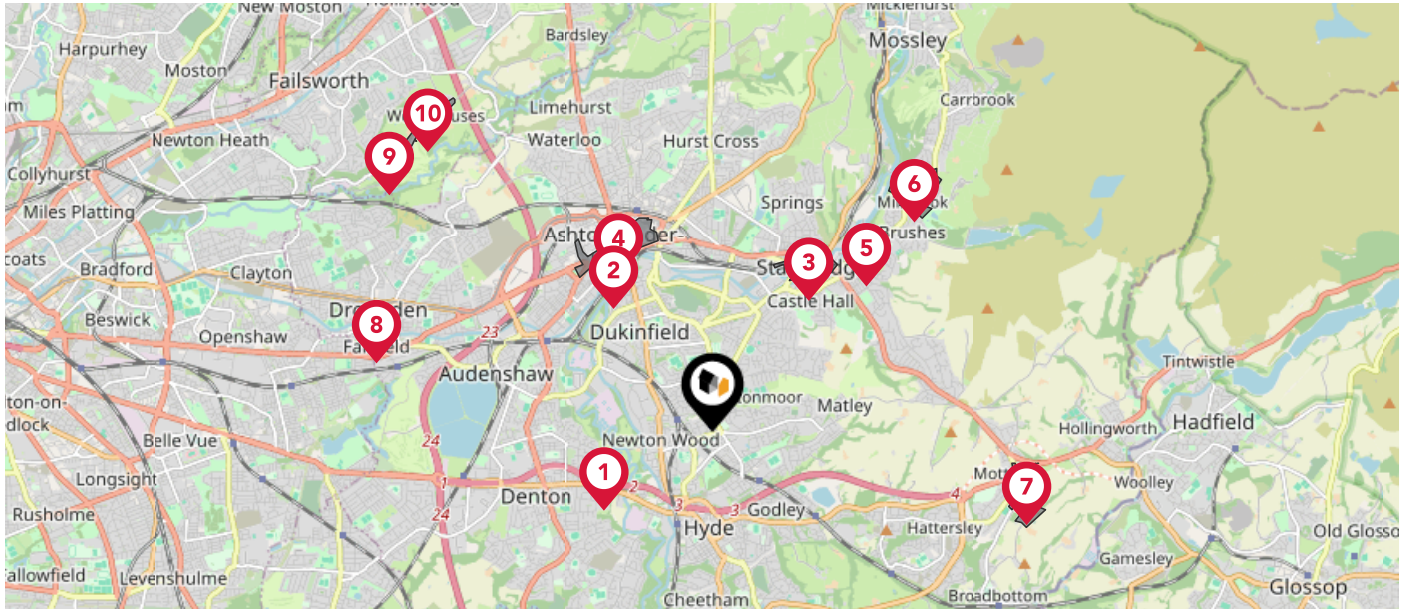 New Moston
Micklehurst
Bardsley
Mossley
Harpurhey
Moston
Failsworth
Carrbrook
Limehurst
10
Newton Heath
Waterloo
Hurst Cross
9
Collyhurst
6
Miles Platting
Springs
Brushes
4
5
3
2
Bradford
Clayton
Castle Hall
Beswick
8
Openshaw
23
Dukinfield
Tintwistle
Audenshaw
Matley
Hadfield
24
Belle Vue
Newton Wood
Hollingworth
Longsight
1
1
2
Denton
3
3
4
7
Woolley
Rusholme
24
Godley
Hyde
Hattersley
Old Glosso
Gamesley
allowfield
Levenshulme
Glossop
Cheetham
Broadbottom